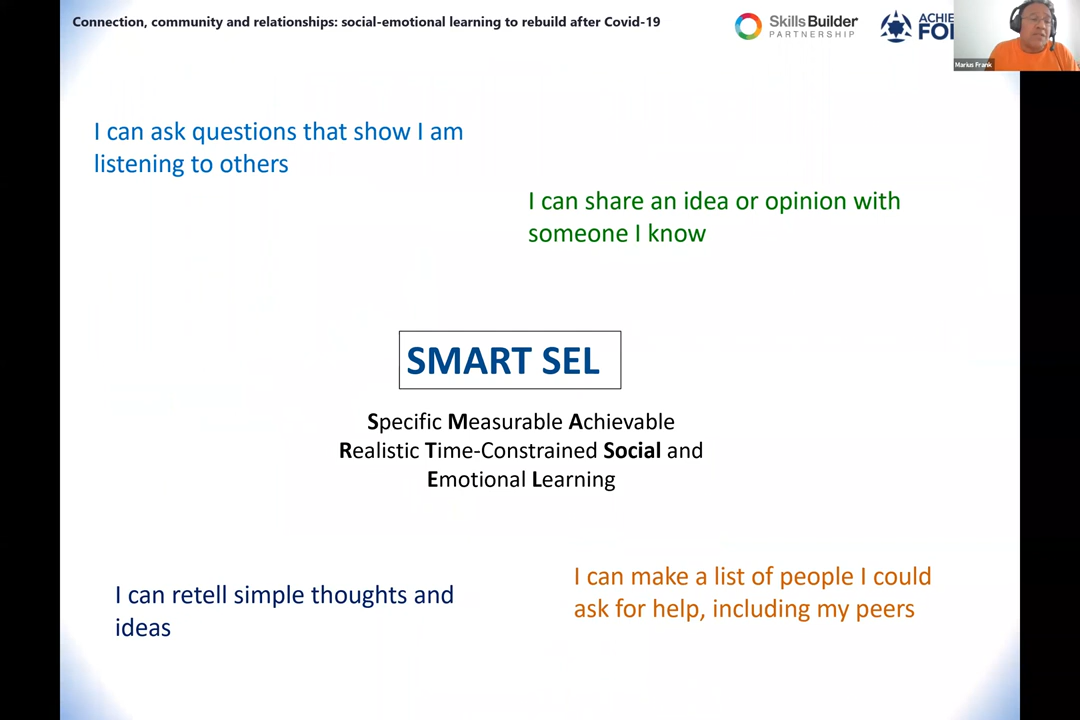 Connection, community and relationships: social-emotional learning to rebuild after Covid-19
SkillsBuilder
PARTNERSHIP
Marius Frank
I can ask questions that show I am
listening to others
I can share an idea or opinion with
someone I know
SMART SEL
Specific Measurable Achievable
Realistic Time-Constrained Social and
Emotional Learning
I can retell simple thoughts and
ideas
I can make a list of people I could
ask for help, including my peers